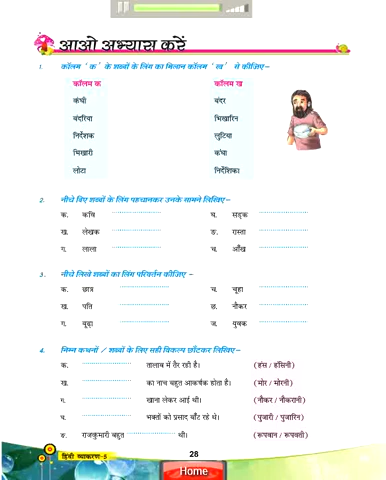 आओ अभ्यास करें
1. कॉलम ‘ क ’ के शब्दों के लिंग का मिलान कॉलम ‘ ख ’ से कीजिए–
कॉलम क कॉलम ख
कंघी बंदर
बंदरिया भिखारिन
निर्देशक लुटिया
भिखारी कंघा
लोटा निर्देशिका
2. नीचे दिए शब्दों के लिंग पहचानकर उनके सामने लिखिए–
क. कवि .................... घ. सड़क ....................
ख. लेखक .................... ङ. रास्ता ....................
ग. लाला .................... च. आँख ....................
3. नीचे लिखे शब्दों का लिंग परिवर्तन कीजिए –
क. छात्र .................... च. चूहा ....................
ख. पति .................... छ. नौकर ....................
ग. बूढ़ा .................... ज. युवक ....................
4. निम्न कथनों / शब्दों के लिए सही विकल्प छाँटकर लिखिए–
क. .................... तालाब में तैर रही है। (हंस / हंसिनी)
ख. .................... का नाच बहुत आकर्षक होता है। (मोर / मोरनी)
ग. .................... खाना लेकर आई थी। (नौकर / नौकरानी)
घ. .................... भक्तों को प्रसाद बाँट रहे थे। (पुजारी / पुजारिन)
ङ. राजकुमारी बहुत .................... थी। (रूपवान / रूपवती)
हिंदी व्याकरण-5 28
Home